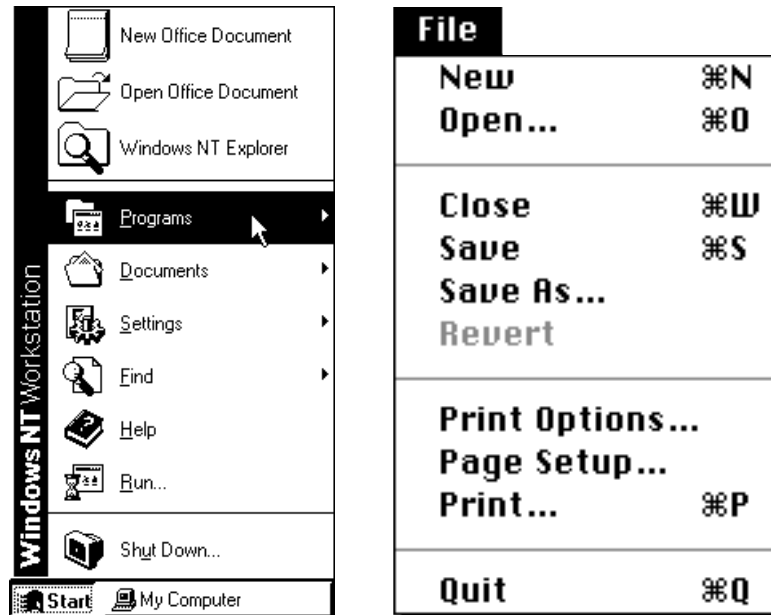 New Office Document
Open Office Document
Windows NT Explorer
Programs
Documents
Settings
Find
Help
Run...
Shut Down...
Windows NT Workstation
Start
My Computer
File
New ⌘N
Open... ⌘O
Close ⌘W
Save ⌘S
Save As...
Revert
Print Options...
Page Setup...
Print... ⌘P
Quit ⌘Q